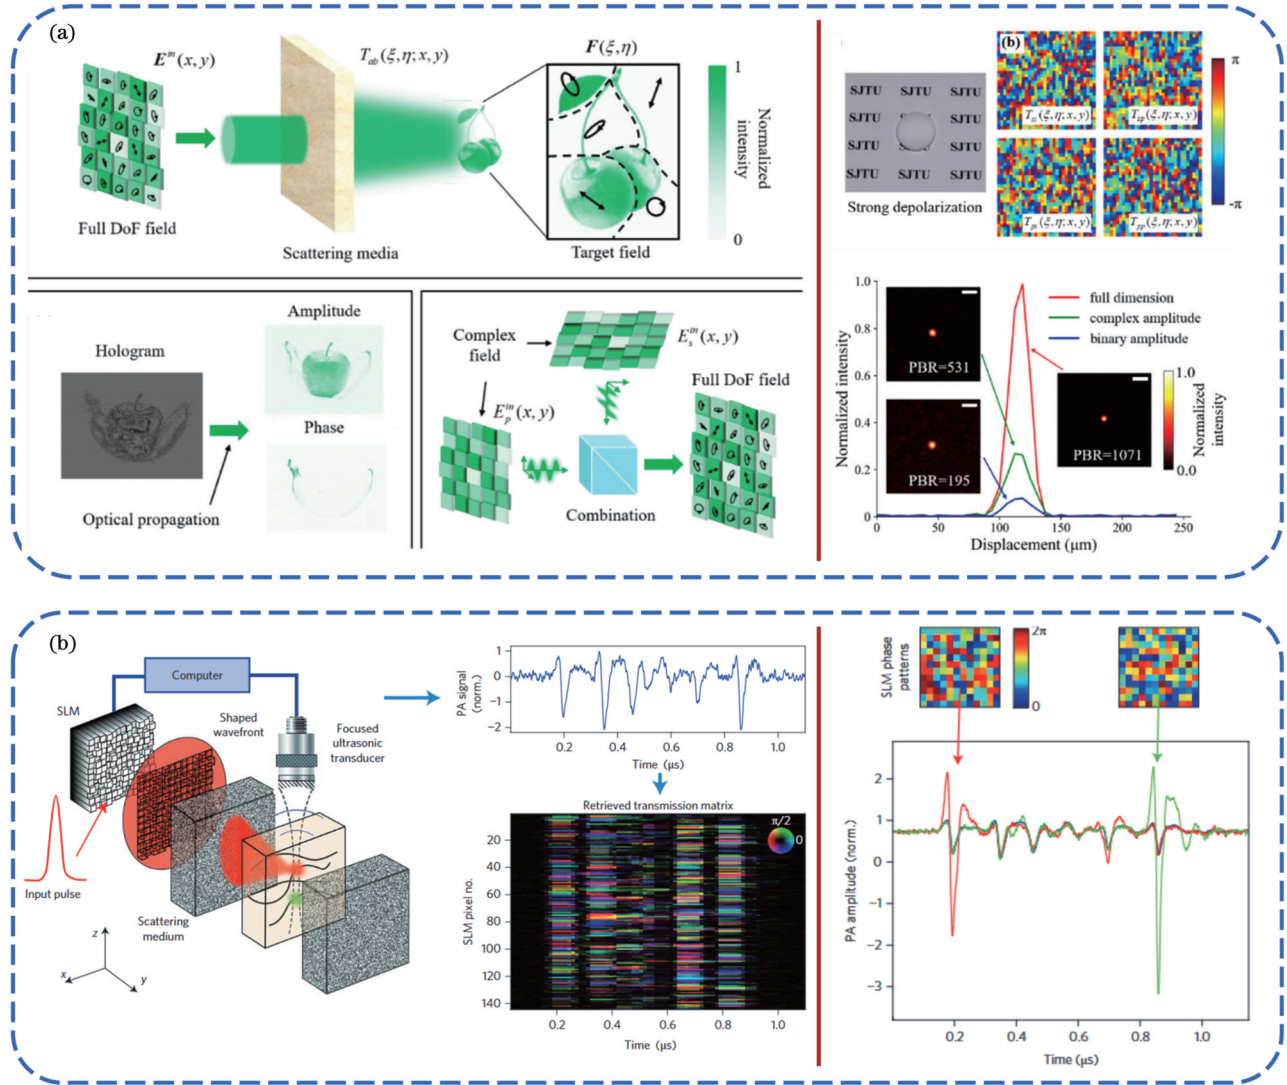 (a)
E^in(x, y)
T_ab(ξ, η; x, y)
F(ξ, η)
Full DoF field
Scattering media
Target field
1
Normalized
intensity
0
Hologram
Amplitude
Phase
Optical propagation
Complex
field
E_s^in(x, y)
E_p^in(x, y)
Full DoF field
Combination
SJTU SJTU SJTU
SJTU SJTU
SJTU SJTU
SJTU SJTU SJTU
Strong depolarization
(b)
T_ss(ξ, η; x, y)
T_sp(ξ, η; x, y)
T_ps(ξ, η; x, y)
T_pp(ξ, η; x, y)
π
-π
Normalized intensity
1.0
0.8
0.6
0.4
0.2
0
0 50 100 150 200 250
Displacement (μm)
full dimension
complex amplitude
binary amplitude
PBR=531
PBR=195
PBR=1071
1.0
0.0
Normalized
intensity
(b)
Computer
SLM
Shaped
wavefront
Focused
ultrasonic
transducer
Input pulse
Scattering
medium
z
x
y
PA signal
(norm.)
1
0
−1
−2
0.2 0.4 0.6 0.8 1.0
Time (μs)
Retrieved transmission matrix
π/2
0
SLM pixel no.
20
40
60
80
100
120
140
0.2 0.4 0.6 0.8 1.0
Time (μs)
SLM phase
patterns
2π
0
PA amplitude (norm.)
2
1
0
−1
−2
−3
0.2 0.4 0.6 0.8 1.0
Time (μs)